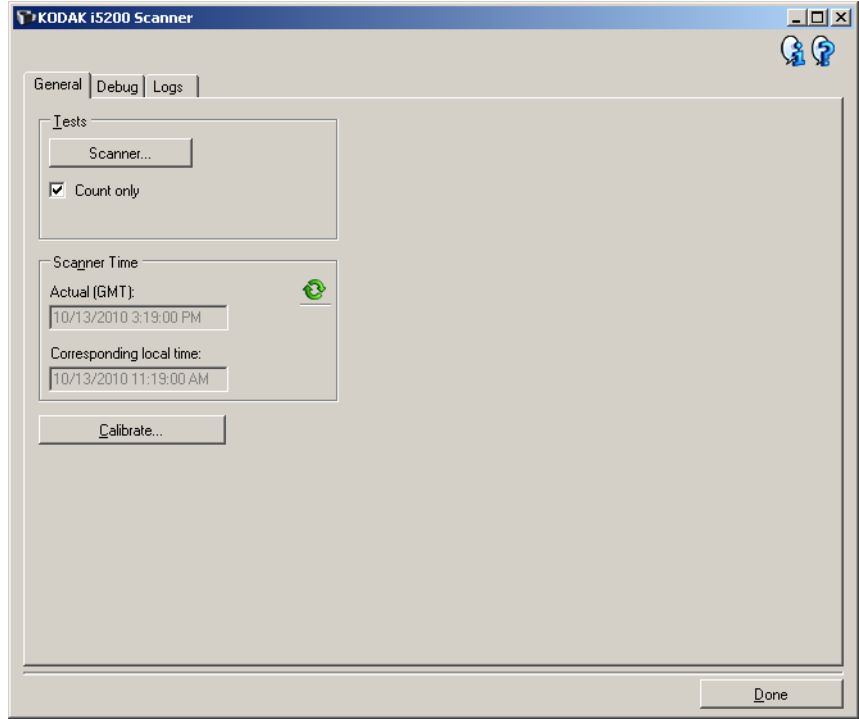 KODAK i5200 Scanner
General Debug Logs
Tests
Scanner...
Count only
Scanner Time
Actual (GMT):
10/13/2010 3:19:00 PM
Corresponding local time:
10/13/2010 11:19:00 AM
Calibrate...
Done